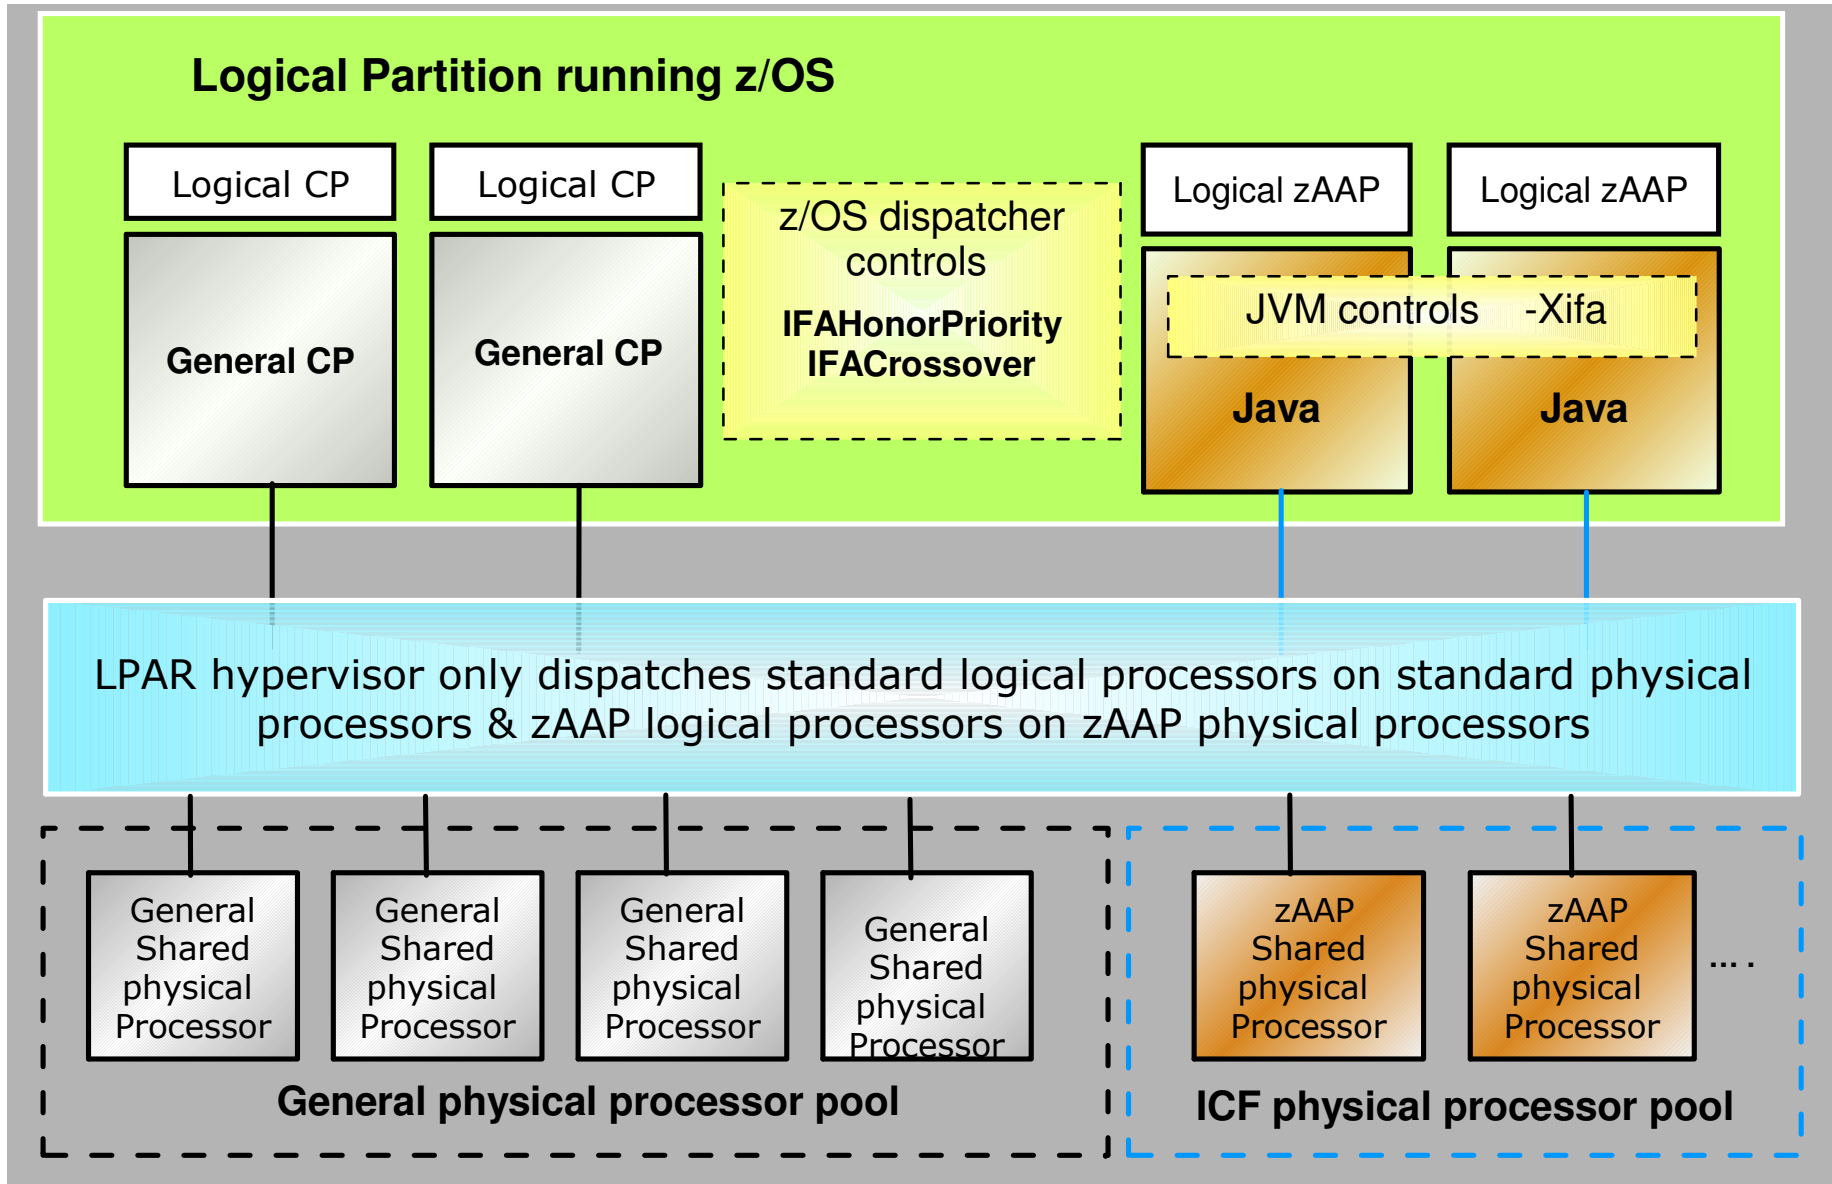 Logical Partition running z/OS
Logical CP
Logical CP
Logical zAAP
Logical zAAP
General CP
General CP
z/OS dispatcher
controls
IFAHonorPriority
IFACrossover
JVM controls -Xifa
Java
Java
LPAR hypervisor only dispatches standard logical processors on standard physical
processors & zAAP logical processors on zAAP physical processors
General
Shared
physical
Processor
General
Shared
physical
Processor
General
Shared
physical
Processor
General
Shared
physical
Processor
General physical processor pool
zAAP
Shared
physical
Processor
zAAP
Shared
physical
Processor
... .
ICF physical processor pool